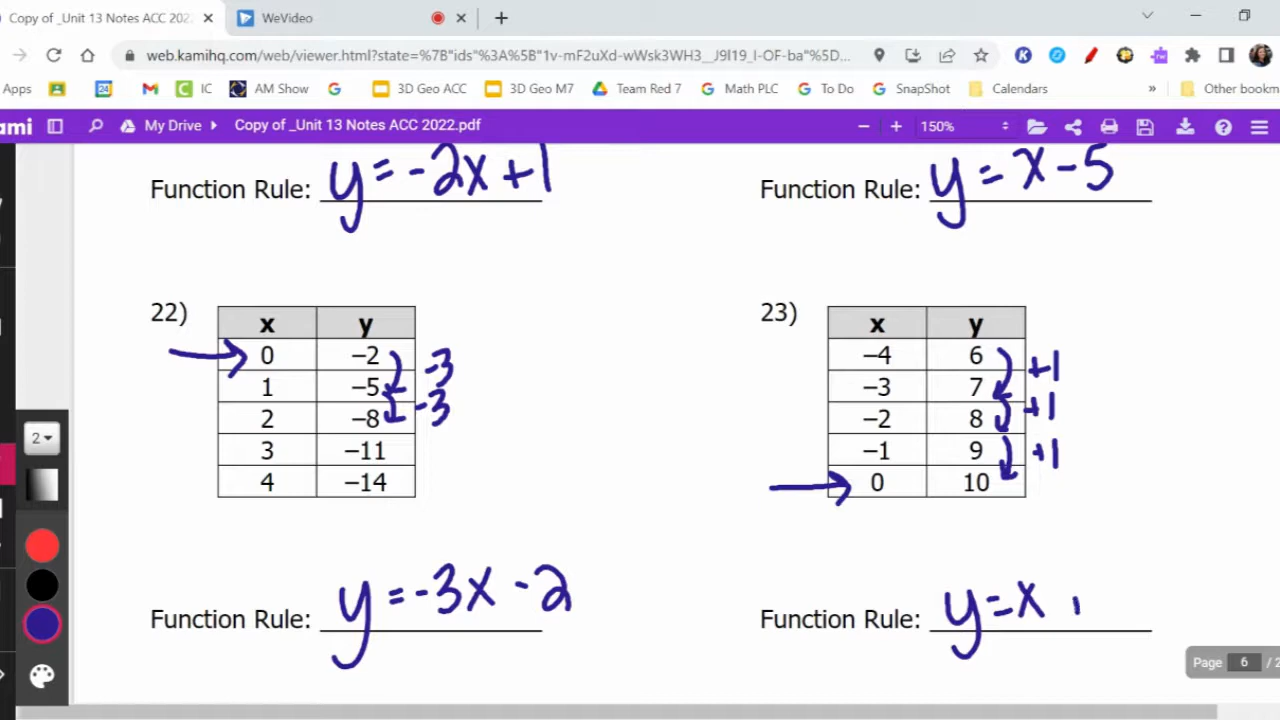 Copy of _Unit 13 Notes ACC 202
WeVideo
web.kamihq.com/web/viewer.html?state=%7B"ids"%3A%5B"1v-mF2uXd-wWsk3WH3__J9l19_I-OF-ba"%5D...
Apps 24 IC AM Show 3D Geo ACC 3D Geo M7 Team Red 7 Math PLC To Do SnapShot Calendars » Other bookm
ami My Drive Copy of _Unit 13 Notes ACC 2022.pdf 150%
Function Rule: y = -2x + 1
Function Rule: y = x - 5
22)
x y
0 −2
1 −5
2 −8
3 −11
4 −14
-3
-3
23)
x y
−4 6
−3 7
−2 8
−1 9
0 10
+1
+1
+1
2
Function Rule: y = -3x - 2
Function Rule: y = x
Page 6 / 2